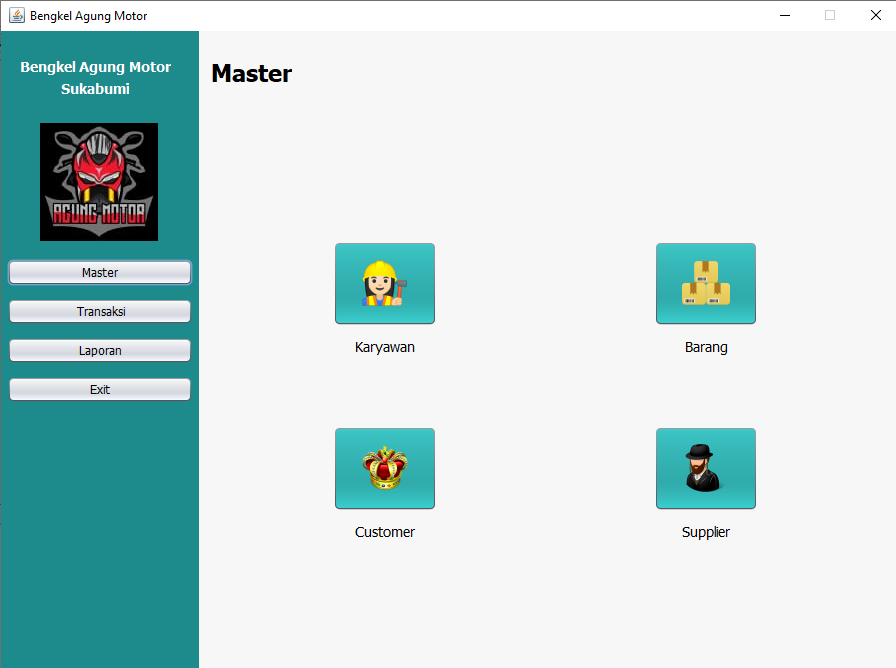 Bengkel Agung Motor
Bengkel Agung Motor
Sukabumi
AGUNG MOTOR
Master
Transaksi
Laporan
Exit
Master
Karyawan
Barang
Customer
Supplier